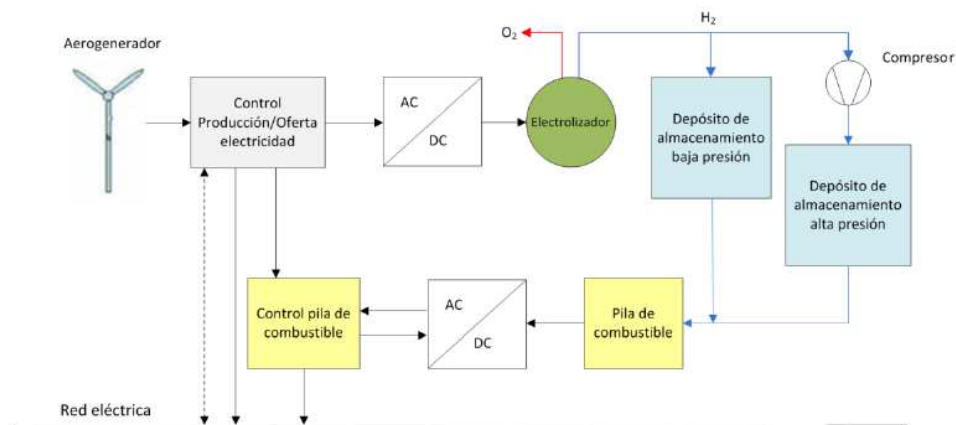 H₂
O₂
Aerogenerador
Compresor
Control
Producción/Oferta
electricidad
AC
DC
Electrolizador
Depósito de
almacenamiento
baja presión
Depósito de
almacenamiento
alta presión
Control pila de
combustible
AC
DC
Pila de
combustible
Red eléctrica